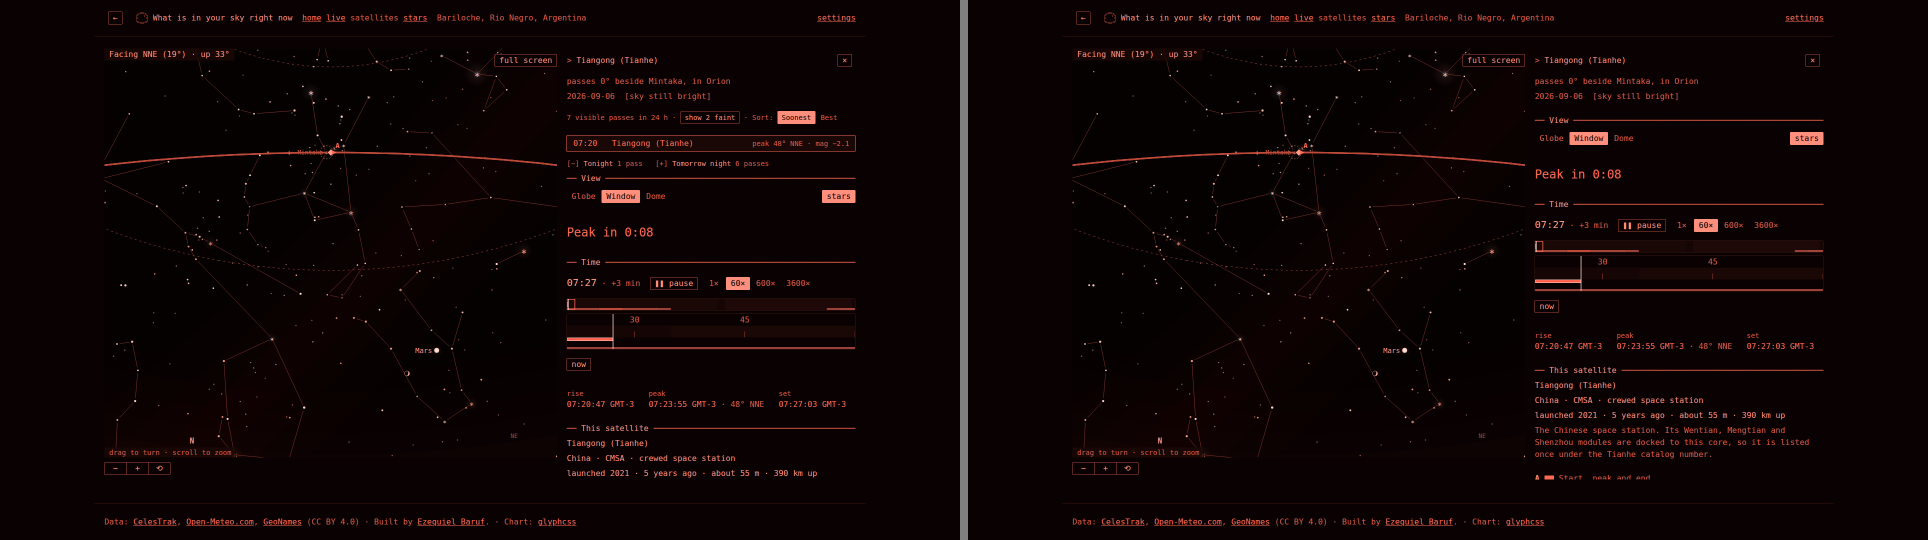 ← What is in your sky right now home live satellites stars Bariloche, Rio Negro, Argentina settings
Facing NNE (19°) · up 33°
full screen
Mintaka
A
Mars
N
NE
drag to turn · scroll to zoom
− + ⟲
> Tiangong (Tianhe) ×
passes 0° beside Mintaka, in Orion
2026-09-06 [sky still bright]
7 visible passes in 24 h · show 2 faint · Sort: Soonest Best
07:20 Tiangong (Tianhe) peak 48° NNE · mag −2.1
[−] Tonight 1 pass [+] Tomorrow night 6 passes
View
Globe Window Dome stars
Peak in 0:08
Time
07:27 · +3 min ❚❚ pause 1× 60× 600× 3600×
30 45
now
rise peak set
07:20:47 GMT-3 07:23:55 GMT-3 · 48° NNE 07:27:03 GMT-3
This satellite
Tiangong (Tianhe)
China · CMSA · crewed space station
launched 2021 · 5 years ago · about 55 m · 390 km up
Data: CelesTrak, Open-Meteo.com, GeoNames (CC BY 4.0) · Built by Ezequiel Baruf. · Chart: glyphcss
← What is in your sky right now home live satellites stars Bariloche, Rio Negro, Argentina settings
Facing NNE (19°) · up 33°
full screen
Mintaka
A
Mars
N
NE
drag to turn · scroll to zoom
− + ⟲
> Tiangong (Tianhe) ×
passes 0° beside Mintaka, in Orion
2026-09-06 [sky still bright]
View
Globe Window Dome stars
Peak in 0:08
Time
07:27 · +3 min ❚❚ pause 1× 60× 600× 3600×
30 45
now
rise peak set
07:20:47 GMT-3 07:23:55 GMT-3 · 48° NNE 07:27:03 GMT-3
This satellite
Tiangong (Tianhe)
China · CMSA · crewed space station
launched 2021 · 5 years ago · about 55 m · 390 km up
The Chinese space station. Its Wentian, Mengtian and
Shenzhou modules are docked to this core, so it is listed
once under the Tianhe catalog number.
A Start, peak and end
Data: CelesTrak, Open-Meteo.com, GeoNames (CC BY 4.0) · Built by Ezequiel Baruf. · Chart: glyphcss